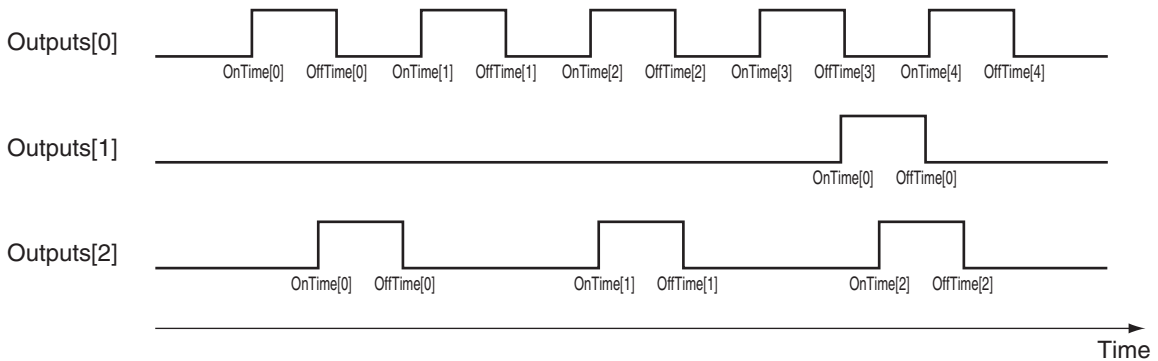 Outputs[0]
OnTime[0] OffTime[0] OnTime[1] OffTime[1] OnTime[2] OffTime[2] OnTime[3] OffTime[3] OnTime[4] OffTime[4]
Outputs[1]
OnTime[0] OffTime[0]
Outputs[2]
OnTime[0] OffTime[0] OnTime[1] OffTime[1] OnTime[2] OffTime[2]
Time